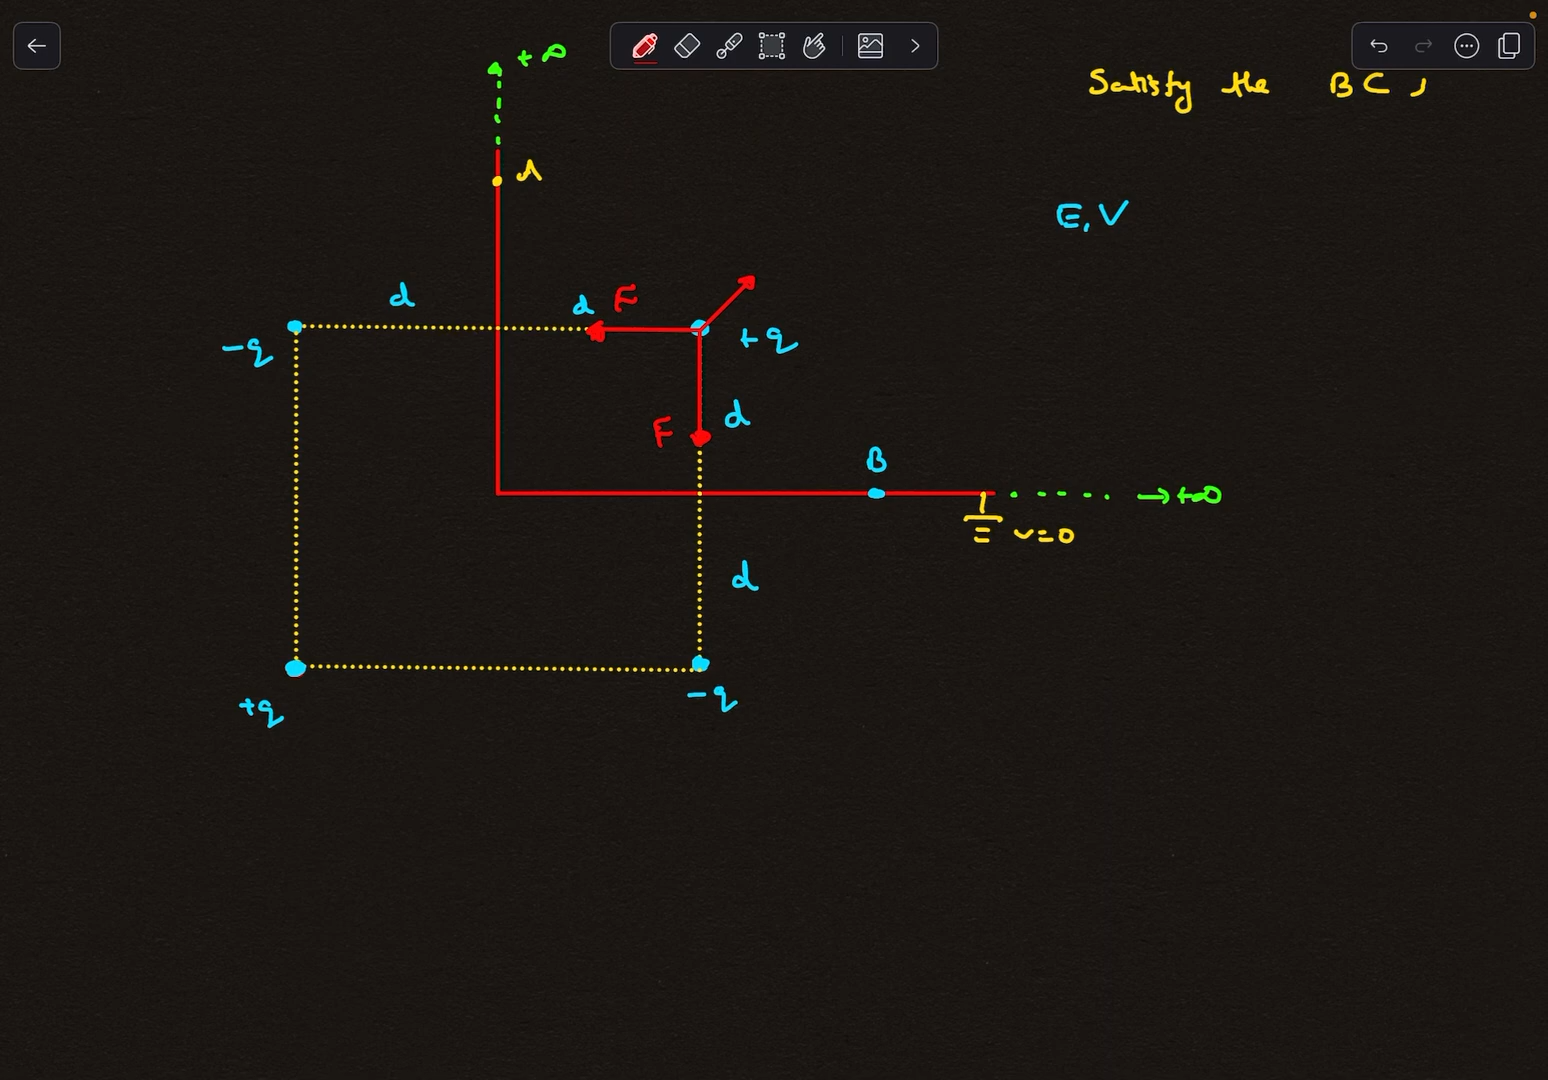 + ∞
Satisfy the BC,
A
E, V
d
d
F
-q
+q
d
F
B
→+∞
v=0
d
+q
-q